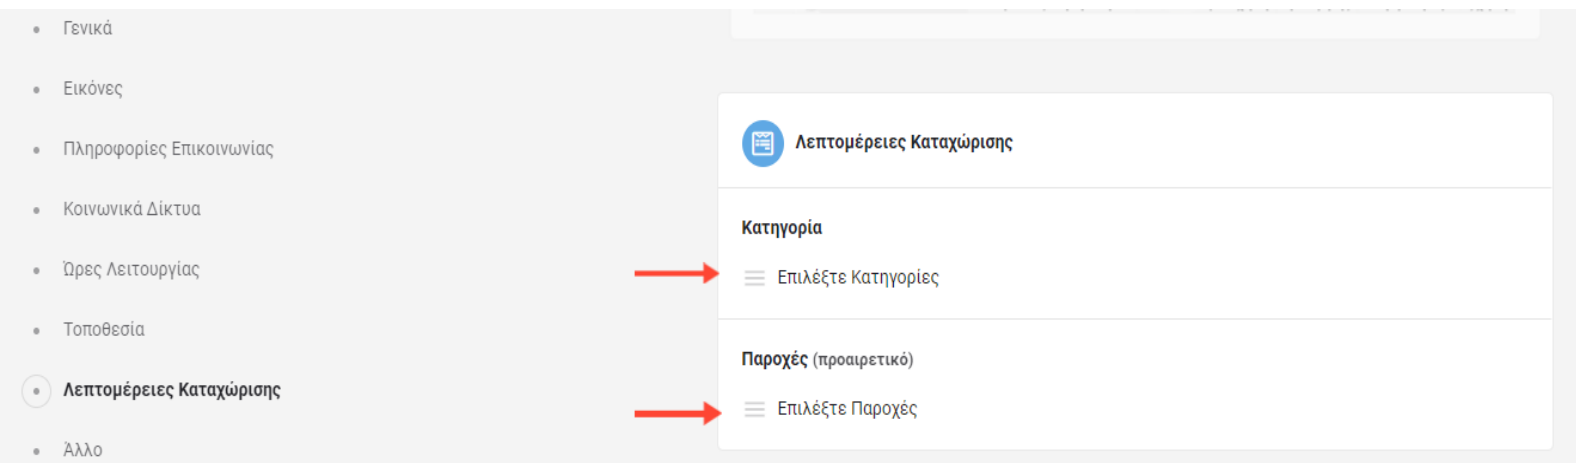 Γενικά
Εικόνες
Πληροφορίες Επικοινωνίας
Κοινωνικά Δίκτυα
Ώρες Λειτουργίας
Τοποθεσία
Λεπτομέρειες Καταχώρισης
Άλλο
Λεπτομέρειες Καταχώρισης
Κατηγορία
Επιλέξτε Κατηγορίες
Παροχές (προαιρετικό)
Επιλέξτε Παροχές